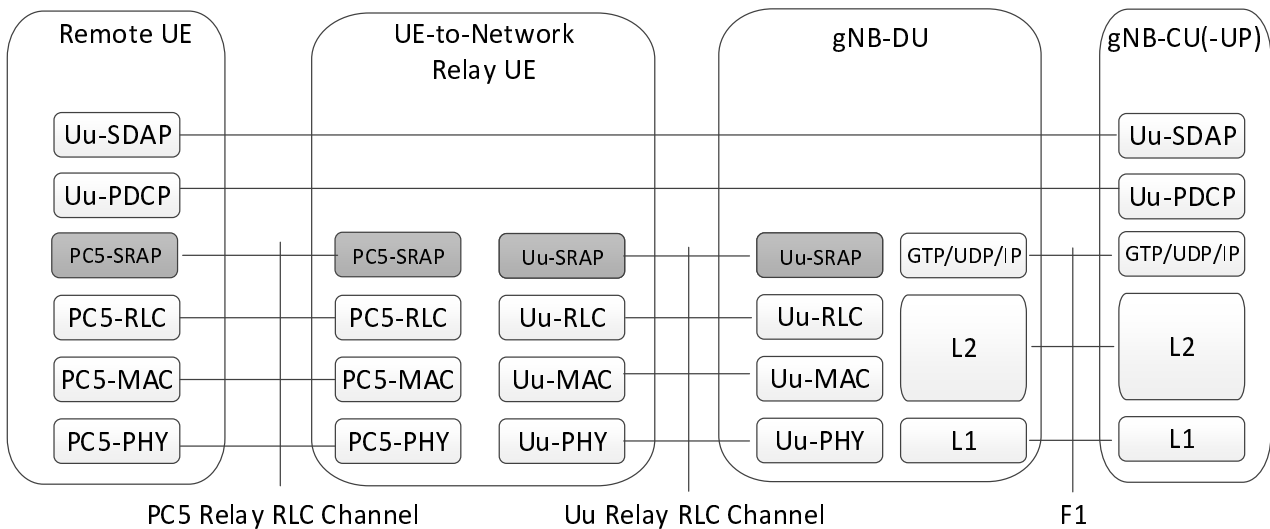 Remote UE
UE-to-Network
Relay UE
gNB-DU
gNB-CU(-UP)
Uu-SDAP
Uu-SDAP
Uu-PDCP
Uu-PDCP
PC5-SRAP
PC5-SRAP
Uu-SRAP
Uu-SRAP
GTP/UDP/IP
GTP/UDP/IP
PC5-RLC
PC5-RLC
Uu-RLC
Uu-RLC
L2
L2
PC5-MAC
PC5-MAC
Uu-MAC
Uu-MAC
PC5-PHY
PC5-PHY
Uu-PHY
Uu-PHY
L1
L1
PC5 Relay RLC Channel
Uu Relay RLC Channel
F1